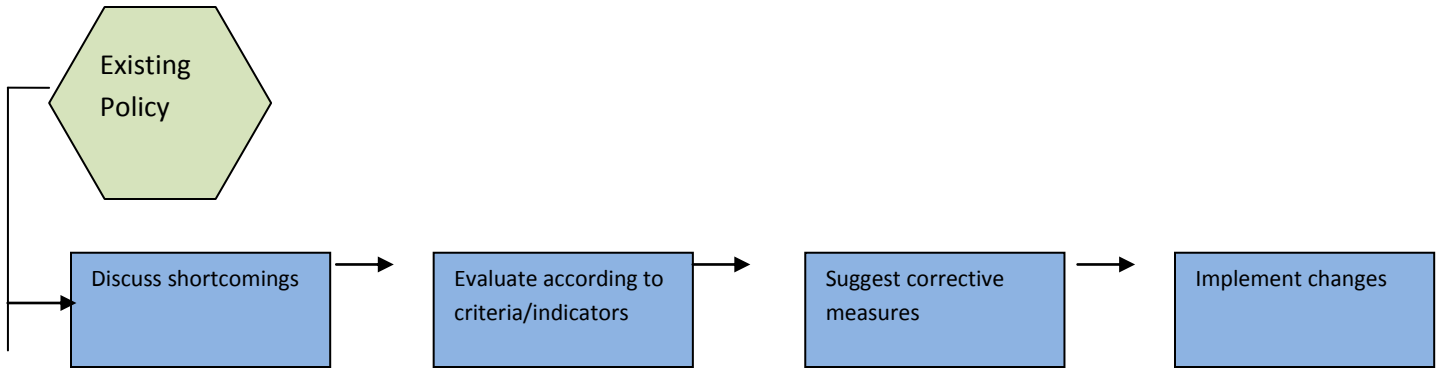 Existing
Policy
Discuss shortcomings
Evaluate according to
criteria/indicators
Suggest corrective
measures
Implement changes